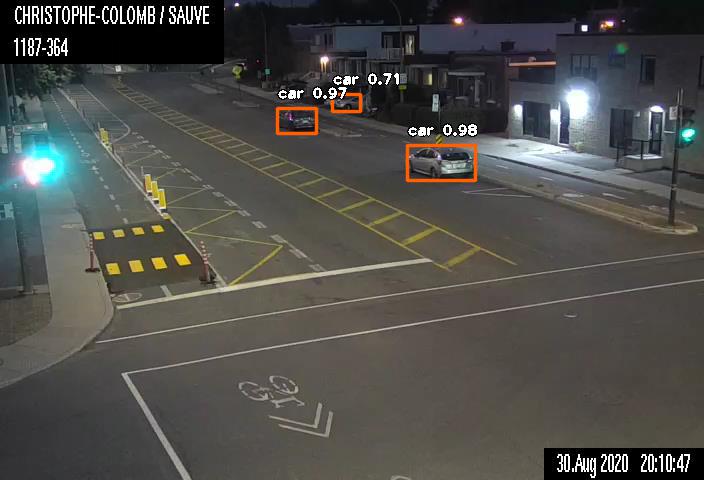 CHRISTOPHE-COLOMB / SAUVE
1187-364
car 0.71
car 0.97
car 0.98
30.Aug 2020 20:10:47